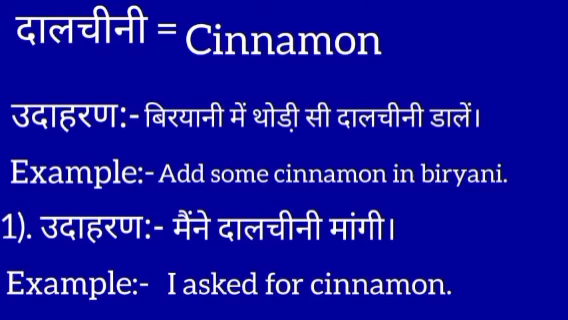 दालचीनी = Cinnamon
उदाहरण:- बिरयानी में थोडी़ सी दालचीनी डालें।
Example:- Add some cinnamon in biryani.
1). उदाहरण:- मैंने दालचीनी मांगी।
Example:- I asked for cinnamon.